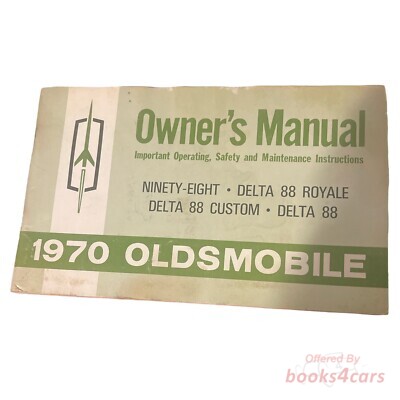 Owner's Manual
Important Operating, Safety and Maintenance Instructions
NINETY-EIGHT • DELTA 88 ROYALE
DELTA 88 CUSTOM • DELTA 88
1970 OLDSMOBILE
Offered By
books4cars